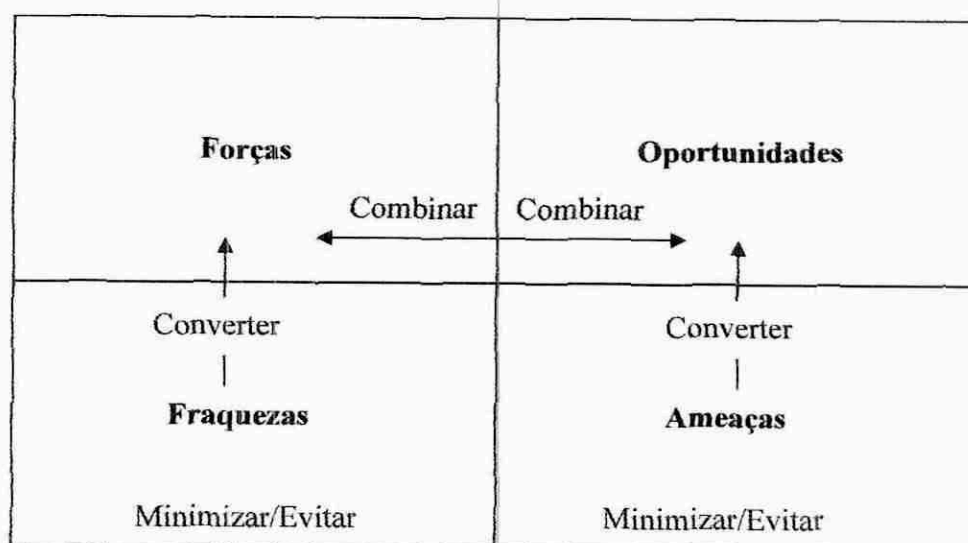 Forças
Oportunidades
Combinar
Combinar
Converter
Converter
Fraquezas
Ameaças
Minimizar/Evitar
Minimizar/Evitar